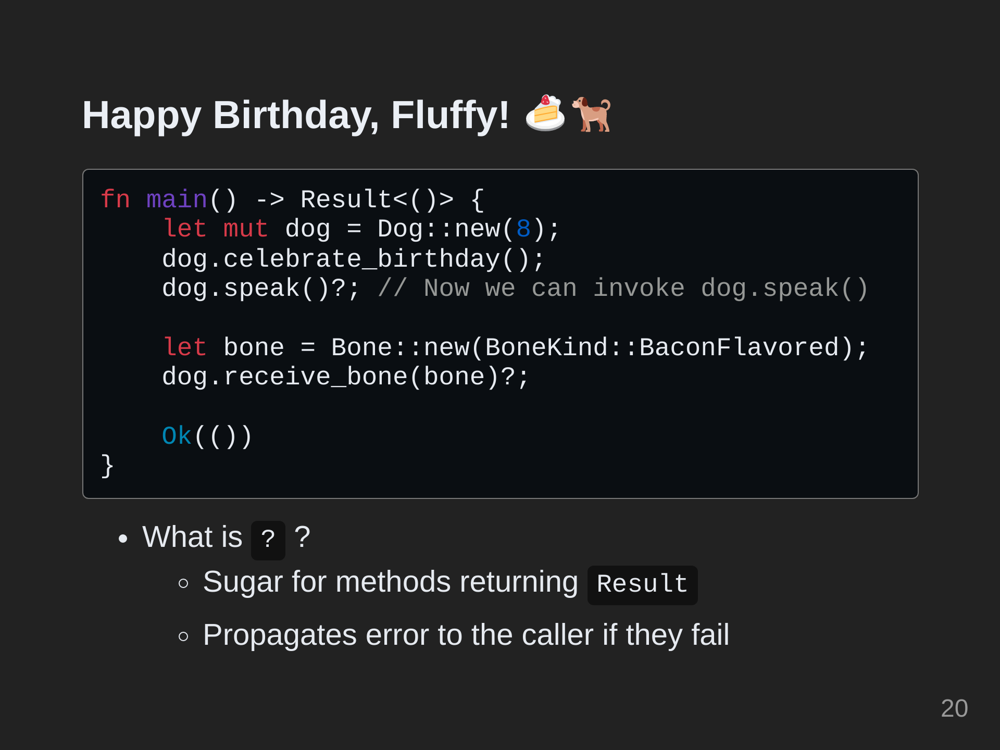 Happy Birthday, Fluffy! 🍰🐕
fn main() -> Result<()> {
    let mut dog = Dog::new(8);
    dog.celebrate_birthday();
    dog.speak()?; // Now we can invoke dog.speak()

    let bone = Bone::new(BoneKind::BaconFlavored);
    dog.receive_bone(bone)?;

    Ok(())
}
• What is ? ?
◦ Sugar for methods returning Result
◦ Propagates error to the caller if they fail
20